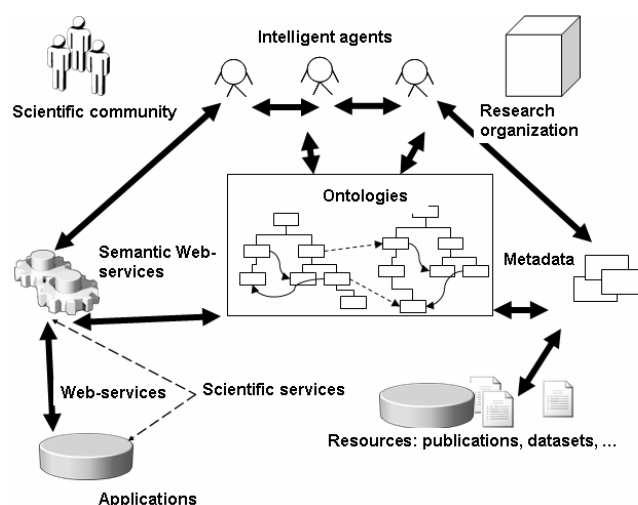 Intelligent agents
Scientific community
Research
organization
Ontologies
Semantic Web-
services
Metadata
Web-services
Scientific services
Resources: publications, datasets, ...
Applications